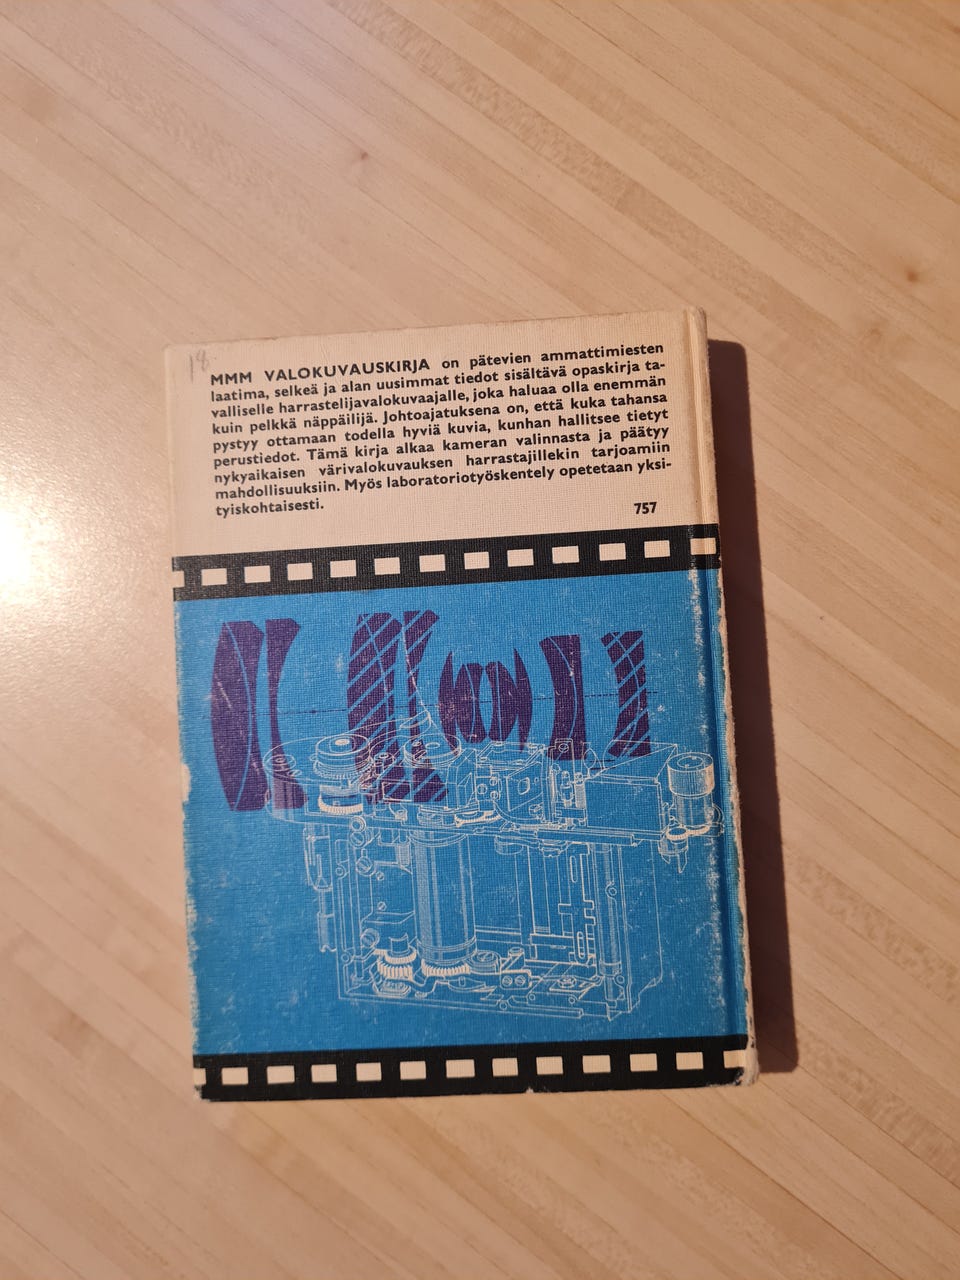 18
MMM VALOKUVAUSKIRJA on pätevien ammattimiesten
laatima, selkeä ja alan uusimmat tiedot sisältävä opaskirja ta-
valliselle harrastelijavalokuvaajalle, joka haluaa olla enemmän
kuin pelkkä näppäilijä. Johtoajatuksena on, että kuka tahansa
pystyy ottamaan todella hyviä kuvia, kunhan hallitsee tietyt
perustiedot. Tämä kirja alkaa kameran valinnasta ja päätyy
nykyaikaisen värivalokuvauksen harrastajillekin tarjoamiin
mahdollisuuksiin. Myös laboratoriotyöskentely opetetaan yksi-
tyiskohtaisesti.
757